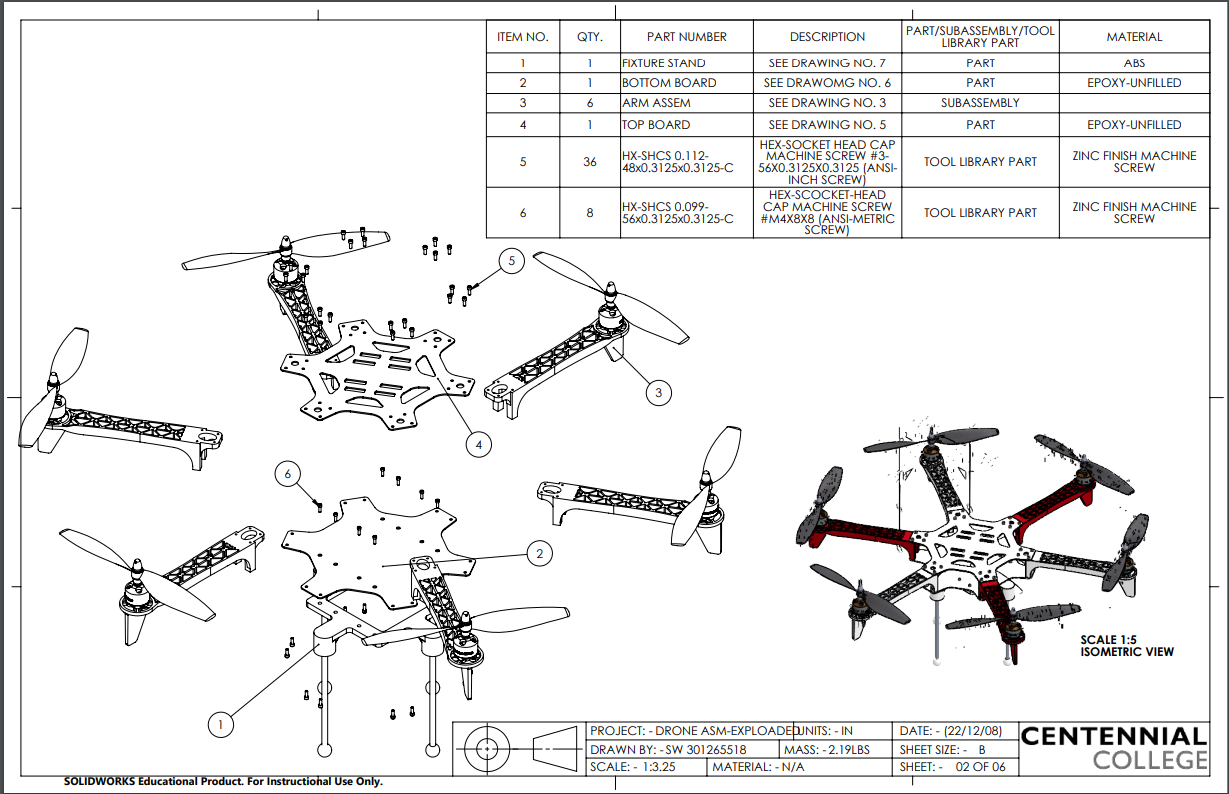 ITEM NO. QTY. PART NUMBER DESCRIPTION PART/SUBASSEMBLY/TOOL LIBRARY PART MATERIAL
1 1 FIXTURE STAND SEE DRAWING NO. 7 PART ABS
2 1 BOTTOM BOARD SEE DRAWOMG NO. 6 PART EPOXY-UNFILLED
3 6 ARM ASSEM SEE DRAWING NO. 3 SUBASSEMBLY
4 1 TOP BOARD SEE DRAWING NO. 5 PART EPOXY-UNFILLED
5 36 HX-SHCS 0.112-48x0.3125x0.3125-C HEX-SOCKET HEAD CAP MACHINE SCREW #3-56X0.3125X0.3125 (ANSI-INCH SCREW) TOOL LIBRARY PART ZINC FINISH MACHINE SCREW
6 8 HX-SHCS 0.099-56x0.3125x0.3125-C HEX-SCOCKET-HEAD CAP MACHINE SCREW #M4X8X8 (ANSI-METRIC SCREW) TOOL LIBRARY PART ZINC FINISH MACHINE SCREW
5
3
4
6
2
1
SCALE 1:5
ISOMETRIC VIEW
PROJECT: - DRONE ASM-EXPLOADED UNITS: - IN DATE: - (22/12/08)
DRAWN BY: - SW 301265518 MASS: - 2.19LBS SHEET SIZE: - B
SCALE: - 1:3.25 MATERIAL: - N/A SHEET: - 02 OF 06
CENTENNIAL
COLLEGE
SOLIDWORKS Educational Product. For Instructional Use Only.